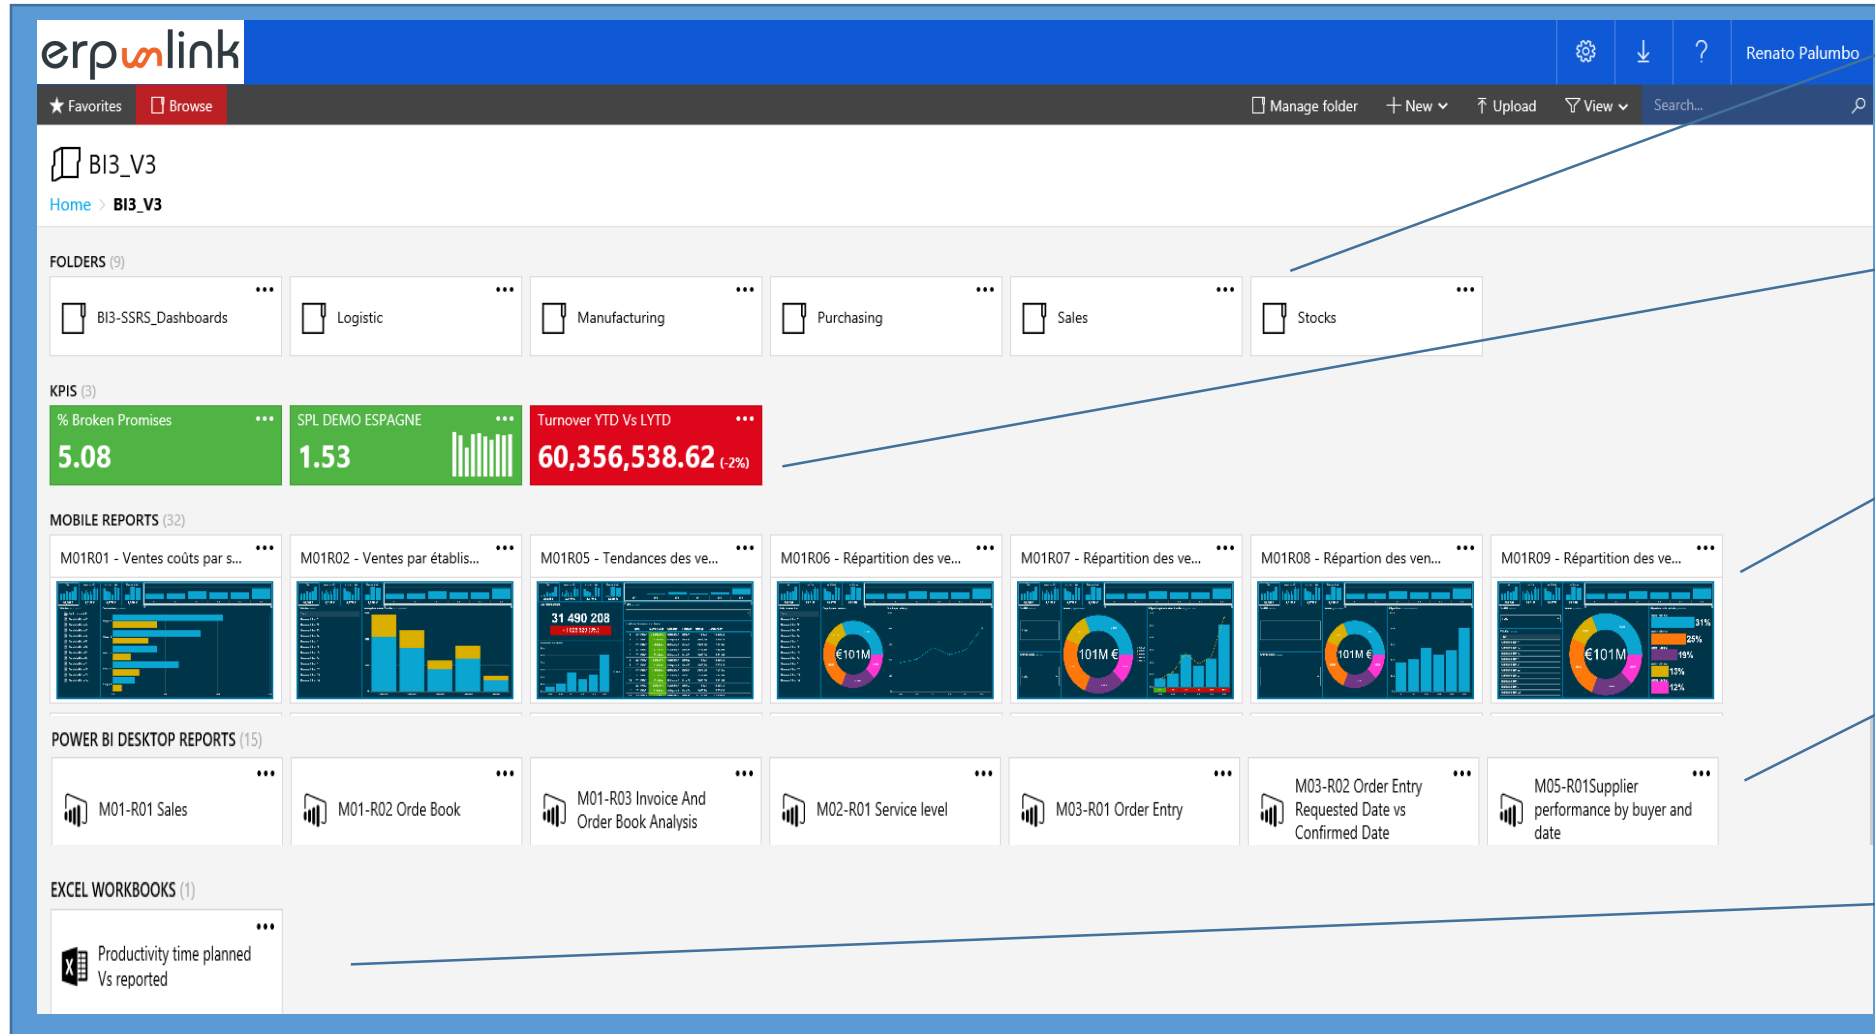 erpunlink
Renato Palumbo
Favorites
Browse
Manage folder
New
Upload
View
Search...
BI3_V3
Home > BI3_V3
FOLDERS (9)
BI3-SSRS_Dashboards
Logistic
Manufacturing
Purchasing
Sales
Stocks
KPIS (3)
% Broken Promises
5.08
SPL DEMO ESPAGNE
1.53
Turnover YTD Vs LYTD
60,356,538.62 (-2%)
MOBILE REPORTS (32)
M01R01 - Ventes coûts par s...
M01R02 - Ventes par établis...
M01R05 - Tendances des ve...
M01R06 - Répartition des ve...
M01R07 - Répartition des ve...
M01R08 - Répartion des ven...
M01R09 - Répartition des ve...
31 490 208
€101M
101M €
101M €
€101M
31%
25%
19%
13%
12%
POWER BI DESKTOP REPORTS (15)
M01-R01 Sales
M01-R02 Orde Book
M01-R03 Invoice And
Order Book Analysis
M02-R01 Service level
M03-R01 Order Entry
M03-R02 Order Entry
Requested Date vs
Confirmed Date
M05-R01Supplier
performance by buyer and
date
EXCEL WORKBOOKS (1)
Productivity time planned
Vs reported